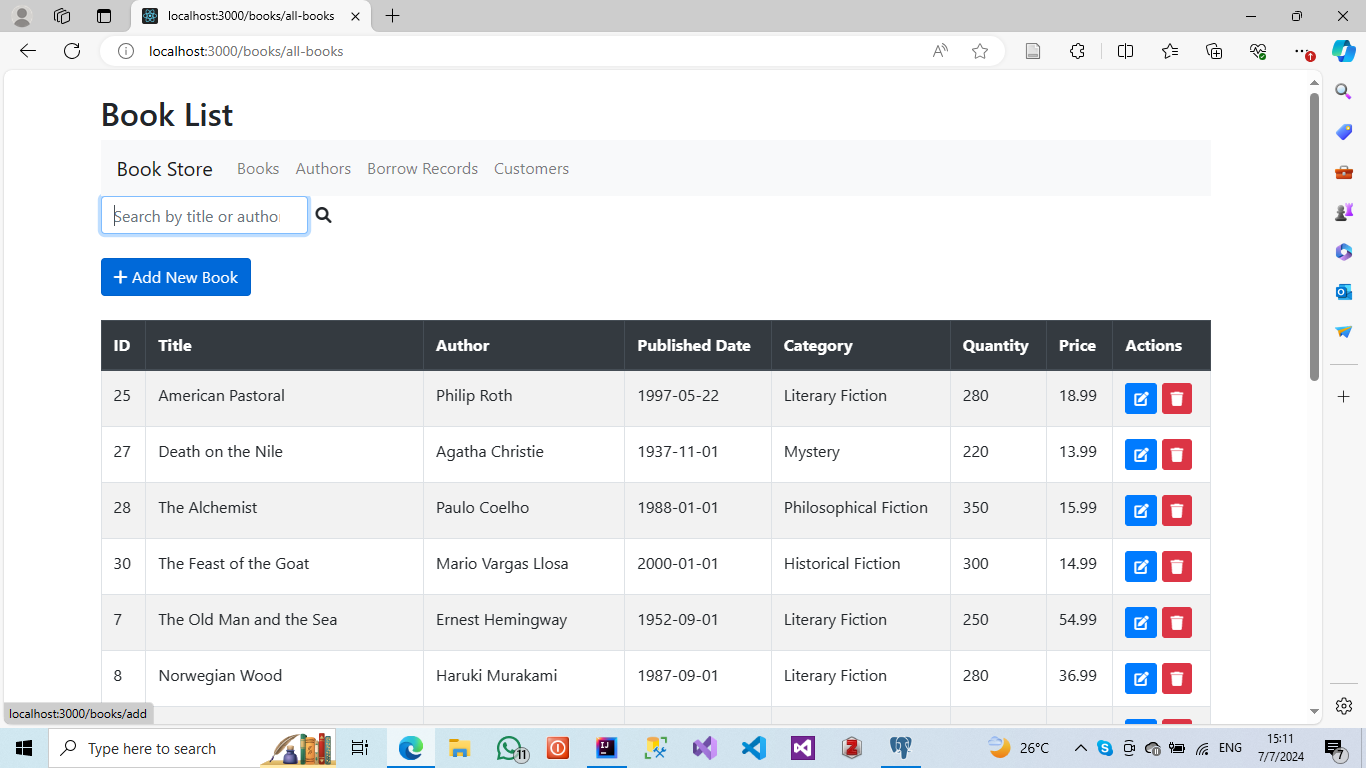 localhost:3000/books/all-books
localhost:3000/books/all-books
Book List
Book Store Books Authors Borrow Records Customers
Search by title or autho
Add New Book
ID Title Author Published Date Category Quantity Price Actions
25 American Pastoral Philip Roth 1997-05-22 Literary Fiction 280 18.99
27 Death on the Nile Agatha Christie 1937-11-01 Mystery 220 13.99
28 The Alchemist Paulo Coelho 1988-01-01 Philosophical Fiction 350 15.99
30 The Feast of the Goat Mario Vargas Llosa 2000-01-01 Historical Fiction 300 14.99
7 The Old Man and the Sea Ernest Hemingway 1952-09-01 Literary Fiction 250 54.99
8 Norwegian Wood Haruki Murakami 1987-09-01 Literary Fiction 280 36.99
localhost:3000/books/add
Type here to search 11 26°C ENG 15:11
7/7/2024 7